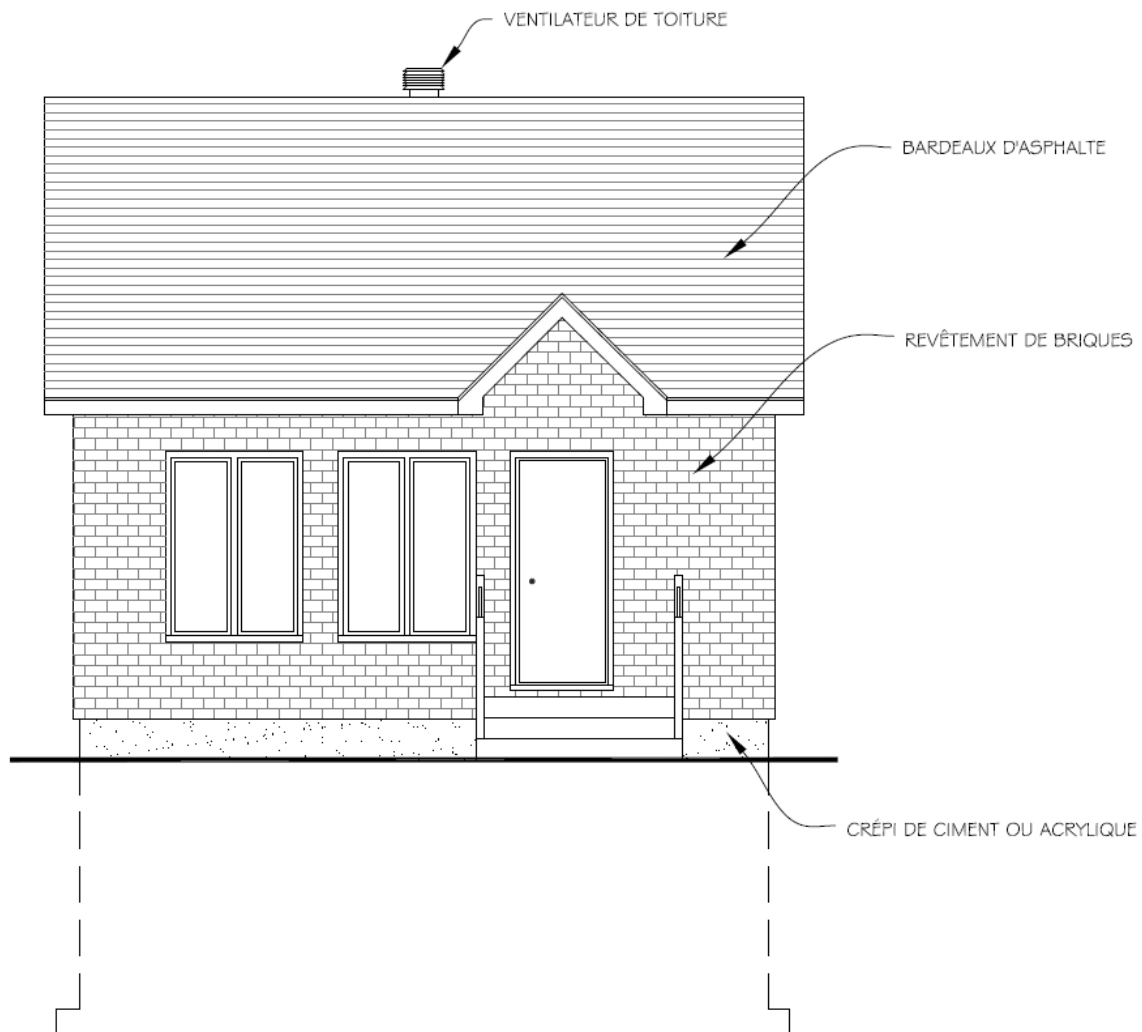 VENTILATEUR DE TOITURE
BARDEAUX D'ASPHALTE
REVÊTEMENT DE BRIQUES
CRÉPI DE CIMENT OU ACRYLIQUE